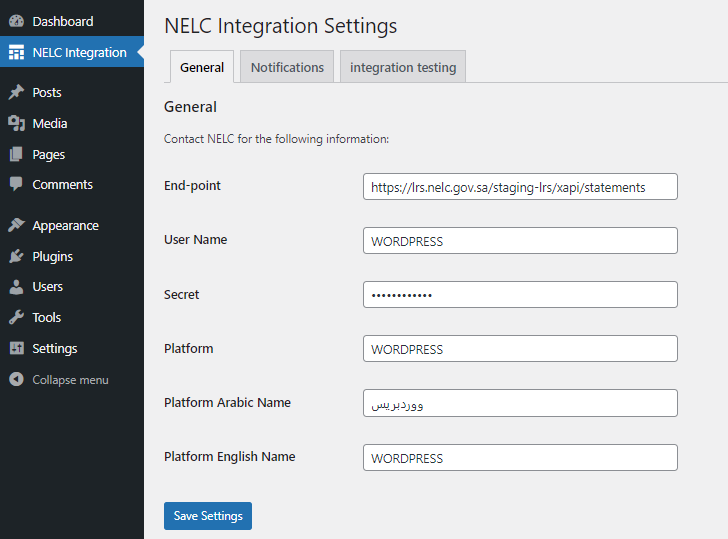 Dashboard
NELC Integration
Posts
Media
Pages
Comments
Appearance
Plugins
Users
Tools
Settings
Collapse menu
NELC Integration Settings
General
Notifications
integration testing
General
Contact NELC for the following information:
End-point
https://lrs.nelc.gov.sa/staging-lrs/xapi/statements
User Name
WORDPRESS
Secret
••••••••••••
Platform
WORDPRESS
Platform Arabic Name
ووردبريس
Platform English Name
WORDPRESS
Save Settings